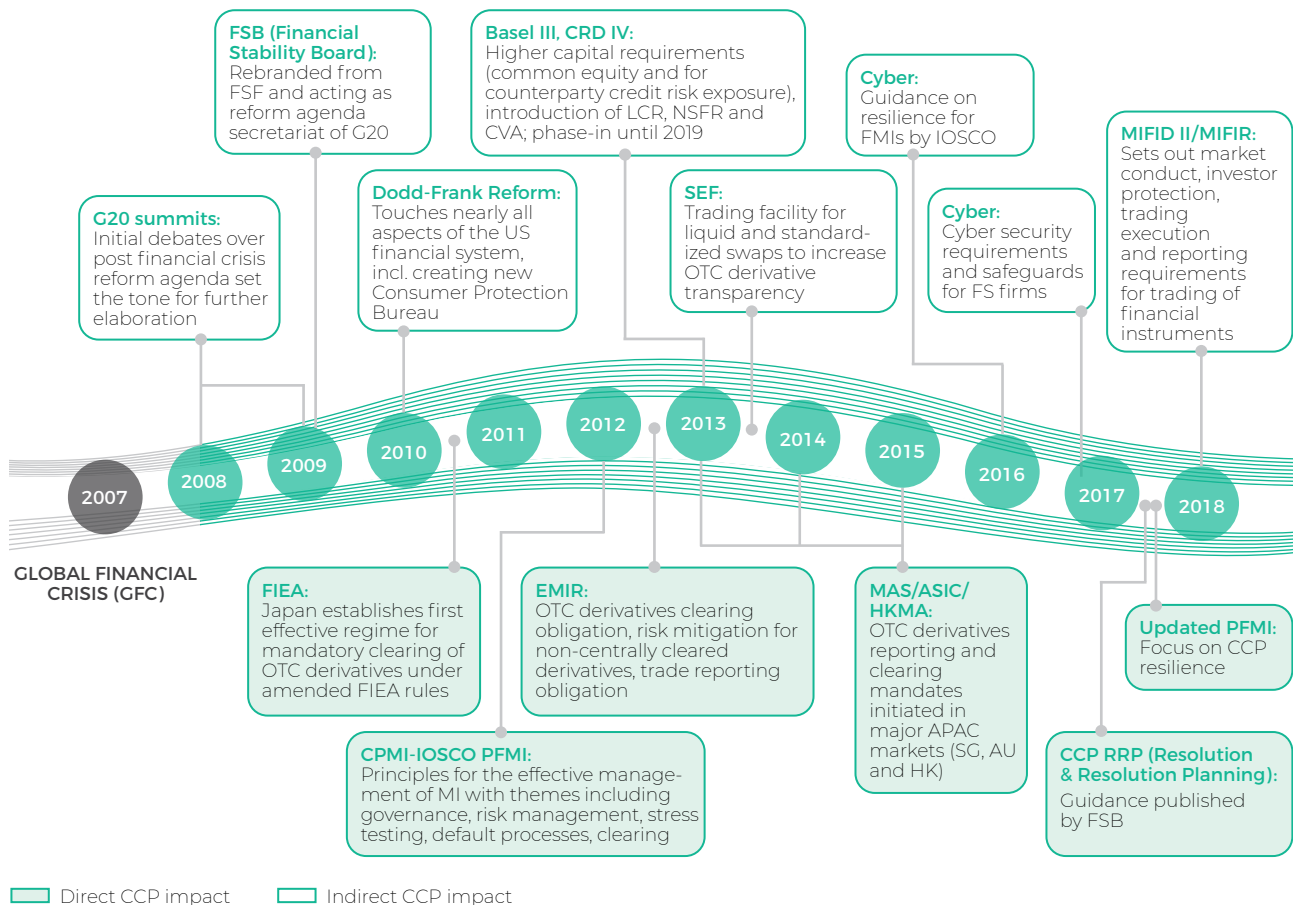 FSB (Financial
Stability Board):
Rebranded from
FSF and acting as
reform agenda
secretariat of G20
Basel III, CRD IV:
Higher capital requirements
(common equity and for
counterparty credit risk exposure),
introduction of LCR, NSFR and
CVA; phase-in until 2019
Cyber:
Guidance on
resilience for
FMIs by IOSCO
MIFID II/MIFIR:
Sets out market
conduct, investor
protection,
trading
execution
and reporting
requirements
for trading of
financial
instruments
G20 summits:
Initial debates over
post financial crisis
reform agenda set
the tone for further
elaboration
Dodd-Frank Reform:
Touches nearly all
aspects of the US
financial system,
incl. creating new
Consumer Protection
Bureau
SEF:
Trading facility for
liquid and standard-
ized swaps to increase
OTC derivative
transparency
Cyber:
Cyber security
requirements
and safeguards
for FS firms
2007
2008
2009
2010
2011
2012
2013
2014
2015
2016
2017
2018
GLOBAL FINANCIAL
CRISIS (GFC)
FIEA:
Japan establishes first
effective regime for
mandatory clearing of
OTC derivatives under
amended FIEA rules
EMIR:
OTC derivatives clearing
obligation, risk mitigation for
non-centrally cleared
derivatives, trade reporting
obligation
MAS/ASIC/
HKMA:
OTC derivatives
reporting and
clearing
mandates
initiated in
major APAC
markets (SG, AU
and HK)
Updated PFMI:
Focus on CCP
resilience
CPMI-IOSCO PFMI:
Principles for the effective manage-
ment of MI with themes including
governance, risk management, stress
testing, default processes, clearing
CCP RRP (Resolution
& Resolution Planning):
Guidance published
by FSB
Direct CCP impact
Indirect CCP impact